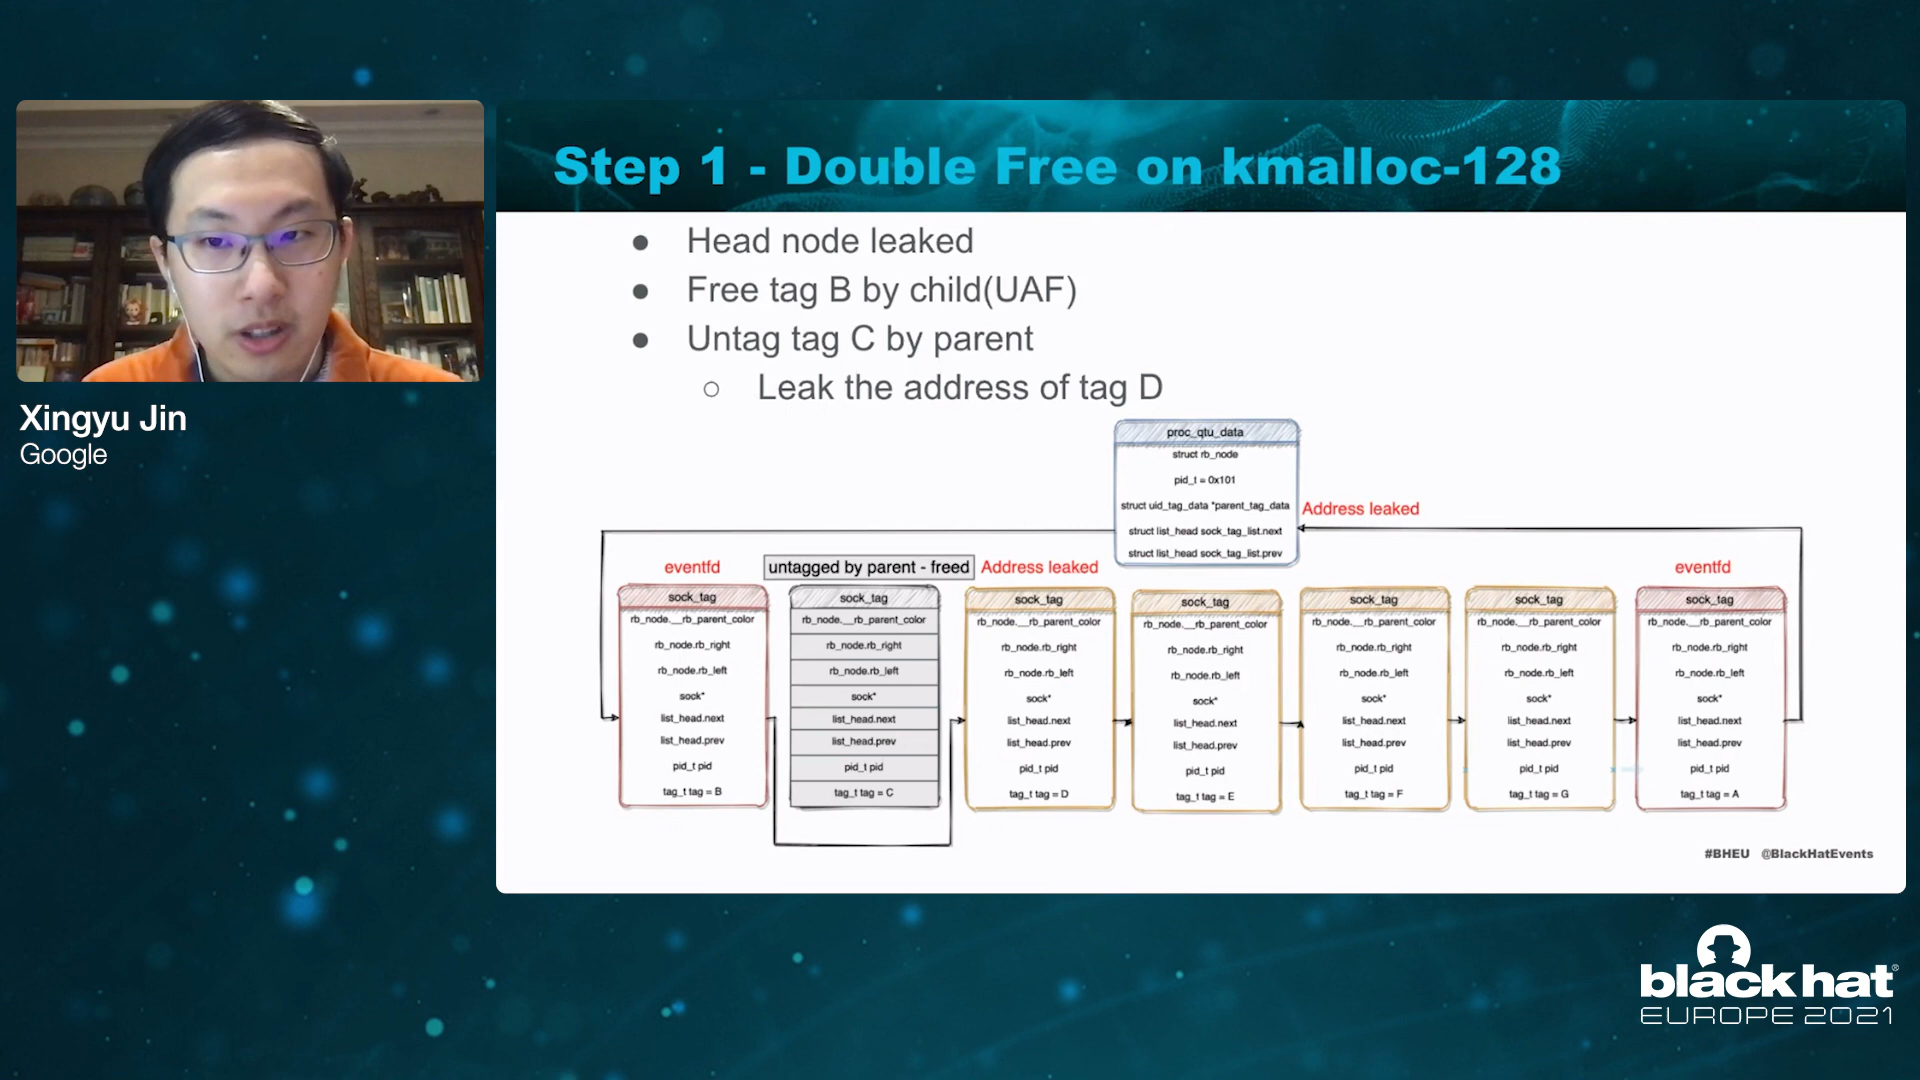 Step 1 - Double Free on kmalloc-128
● Head node leaked
● Free tag B by child(UAF)
● Untag tag C by parent
○ Leak the address of tag D
Xingyu Jin
Google
proc_qtu_data
struct rb_node
pid_t = 0x101
struct uid_tag_data *parent_tag_data
struct list_head sock_tag_list.next
struct list_head sock_tag_list.prev
Address leaked
eventfd
sock_tag
rb_node.__rb_parent_color
rb_node.rb_right
rb_node.rb_left
sock*
list_head.next
list_head.prev
pid_t pid
tag_t tag = B
untagged by parent - freed
sock_tag
rb_node.__rb_parent_color
rb_node.rb_right
rb_node.rb_left
sock*
list_head.next
list_head.prev
pid_t pid
tag_t tag = C
Address leaked
sock_tag
rb_node.__rb_parent_color
rb_node.rb_right
rb_node.rb_left
sock*
list_head.next
list_head.prev
pid_t pid
tag_t tag = D
sock_tag
rb_node.__rb_parent_color
rb_node.rb_right
rb_node.rb_left
sock*
list_head.next
list_head.prev
pid_t pid
tag_t tag = E
sock_tag
rb_node.__rb_parent_color
rb_node.rb_right
rb_node.rb_left
sock*
list_head.next
list_head.prev
pid_t pid
tag_t tag = F
sock_tag
rb_node.__rb_parent_color
rb_node.rb_right
rb_node.rb_left
sock*
list_head.next
list_head.prev
pid_t pid
tag_t tag = G
eventfd
sock_tag
rb_node.__rb_parent_color
rb_node.rb_right
rb_node.rb_left
sock*
list_head.next
list_head.prev
pid_t pid
tag_t tag = A
#BHEU @BlackHatEvents
black hat®
EUROPE 2021